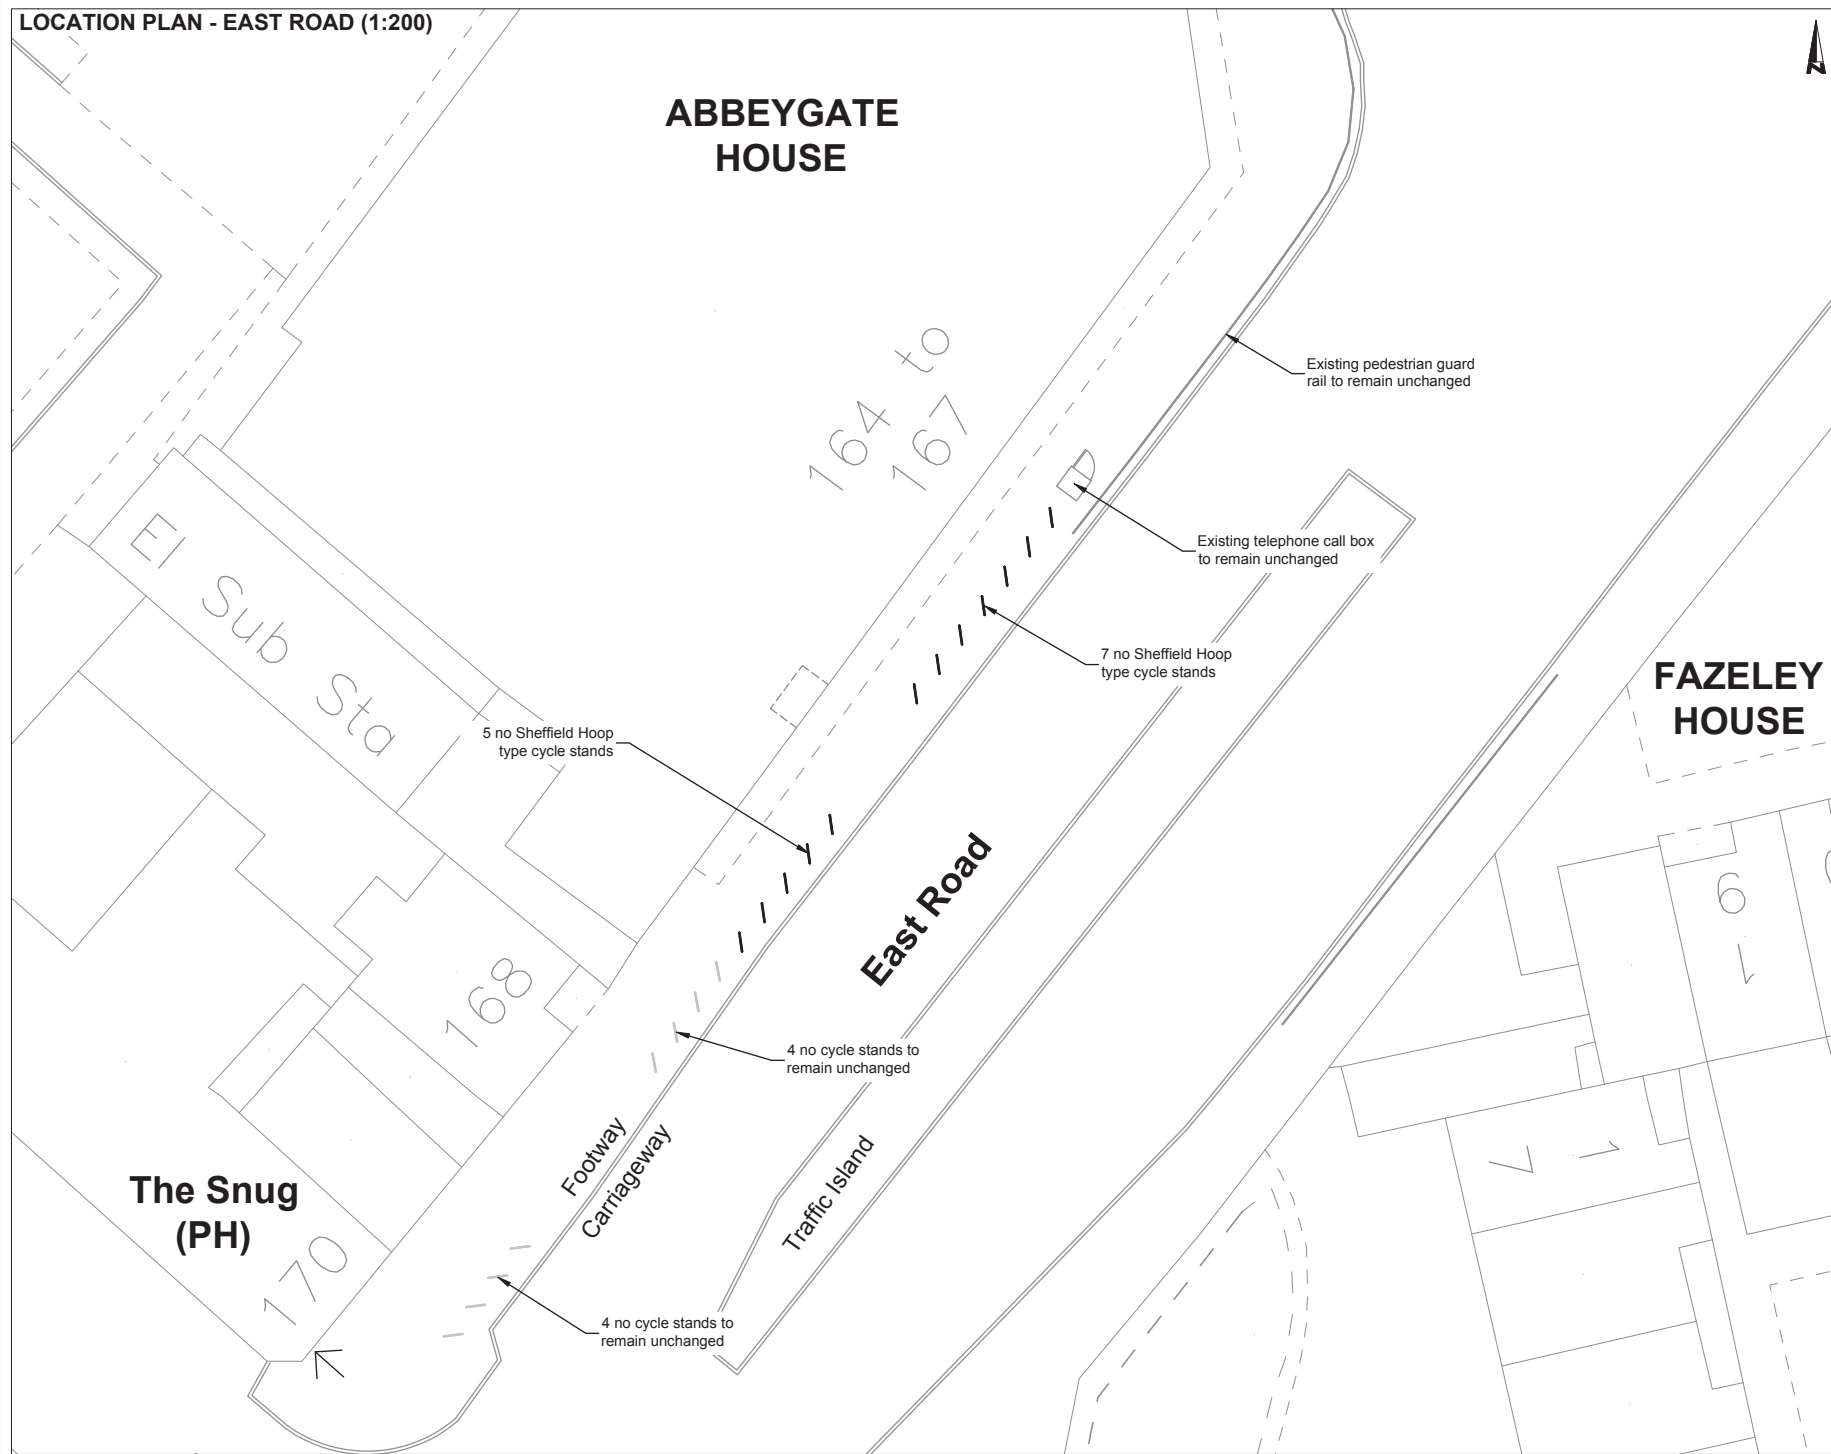 LOCATION PLAN - EAST ROAD (1:200)
N
ABBEYGATE
HOUSE
164 to
167
Existing pedestrian guard
rail to remain unchanged
Existing telephone call box
to remain unchanged
7 no Sheffield Hoop
type cycle stands
El Sub Sta
5 no Sheffield Hoop
type cycle stands
FAZELEY
HOUSE
East Road
168
4 no cycle stands to
remain unchanged
Footway
Carriageway
Traffic Island
The Snug
(PH)
170
4 no cycle stands to
remain unchanged